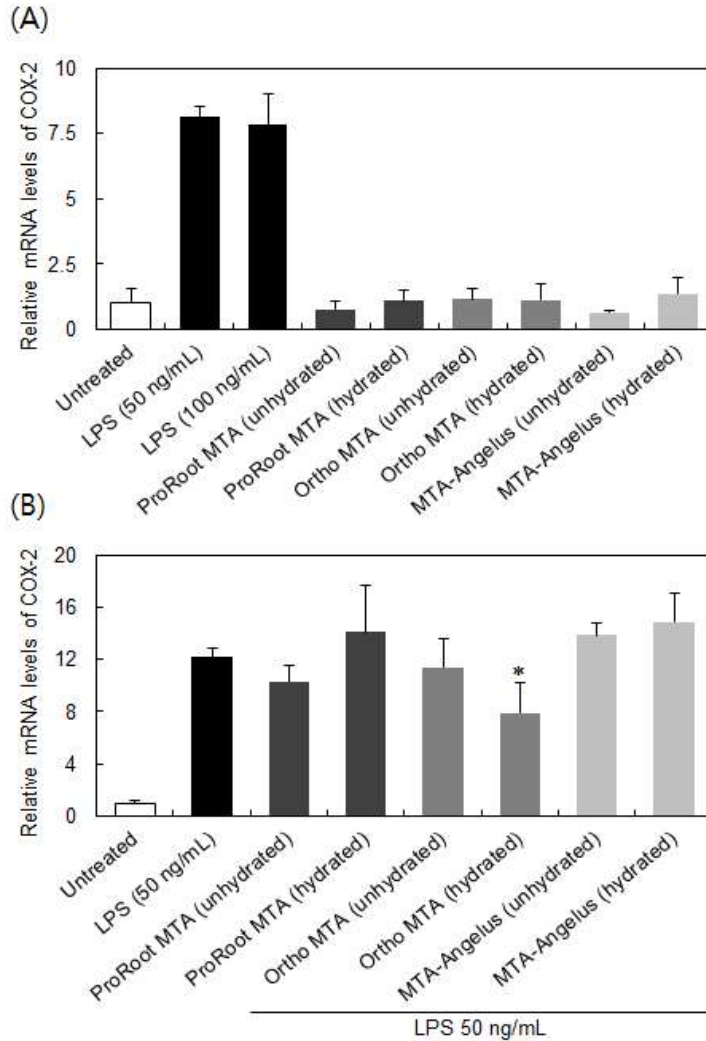 (A)
Relative mRNA levels of COX-2
10
7.5
5
2.5
0
Untreated
LPS (50 ng/mL)
LPS (100 ng/mL)
ProRoot MTA (unhydrated)
ProRoot MTA (hydrated)
Ortho MTA (unhydrated)
Ortho MTA (hydrated)
MTA-Angelus (unhydrated)
MTA-Angelus (hydrated)
(B)
Relative mRNA levels of COX-2
20
16
12
8
4
0
*
Untreated
LPS (50 ng/mL)
ProRoot MTA (unhydrated)
ProRoot MTA (hydrated)
Ortho MTA (unhydrated)
Ortho MTA (hydrated)
MTA-Angelus (unhydrated)
MTA-Angelus (hydrated)
LPS 50 ng/mL